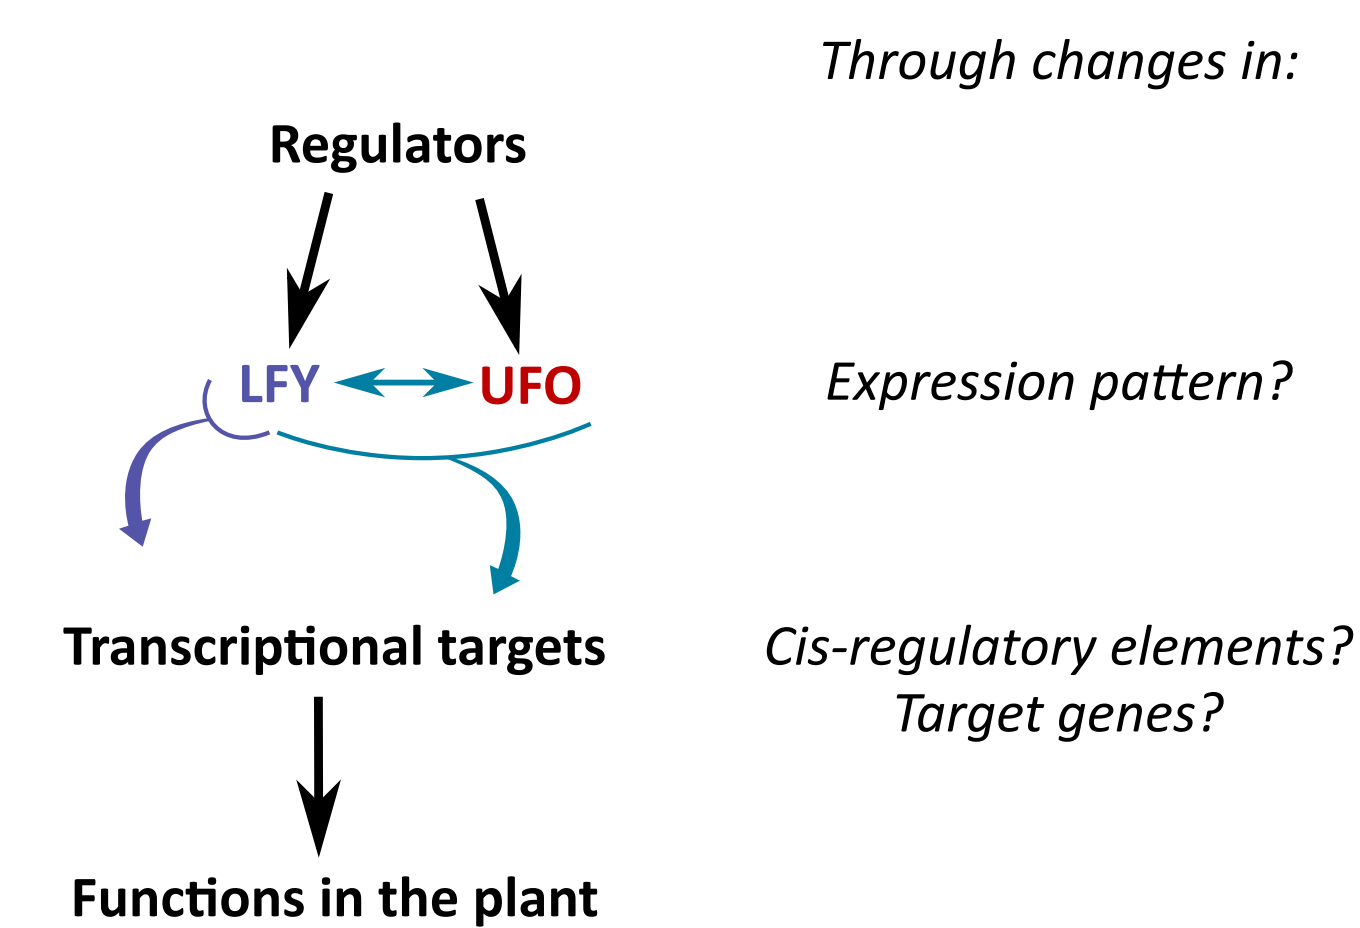 Through changes in:
Regulators
LFY UFO
Expression pattern?
Transcriptional targets
Cis-regulatory elements?
Target genes?
Functions in the plant